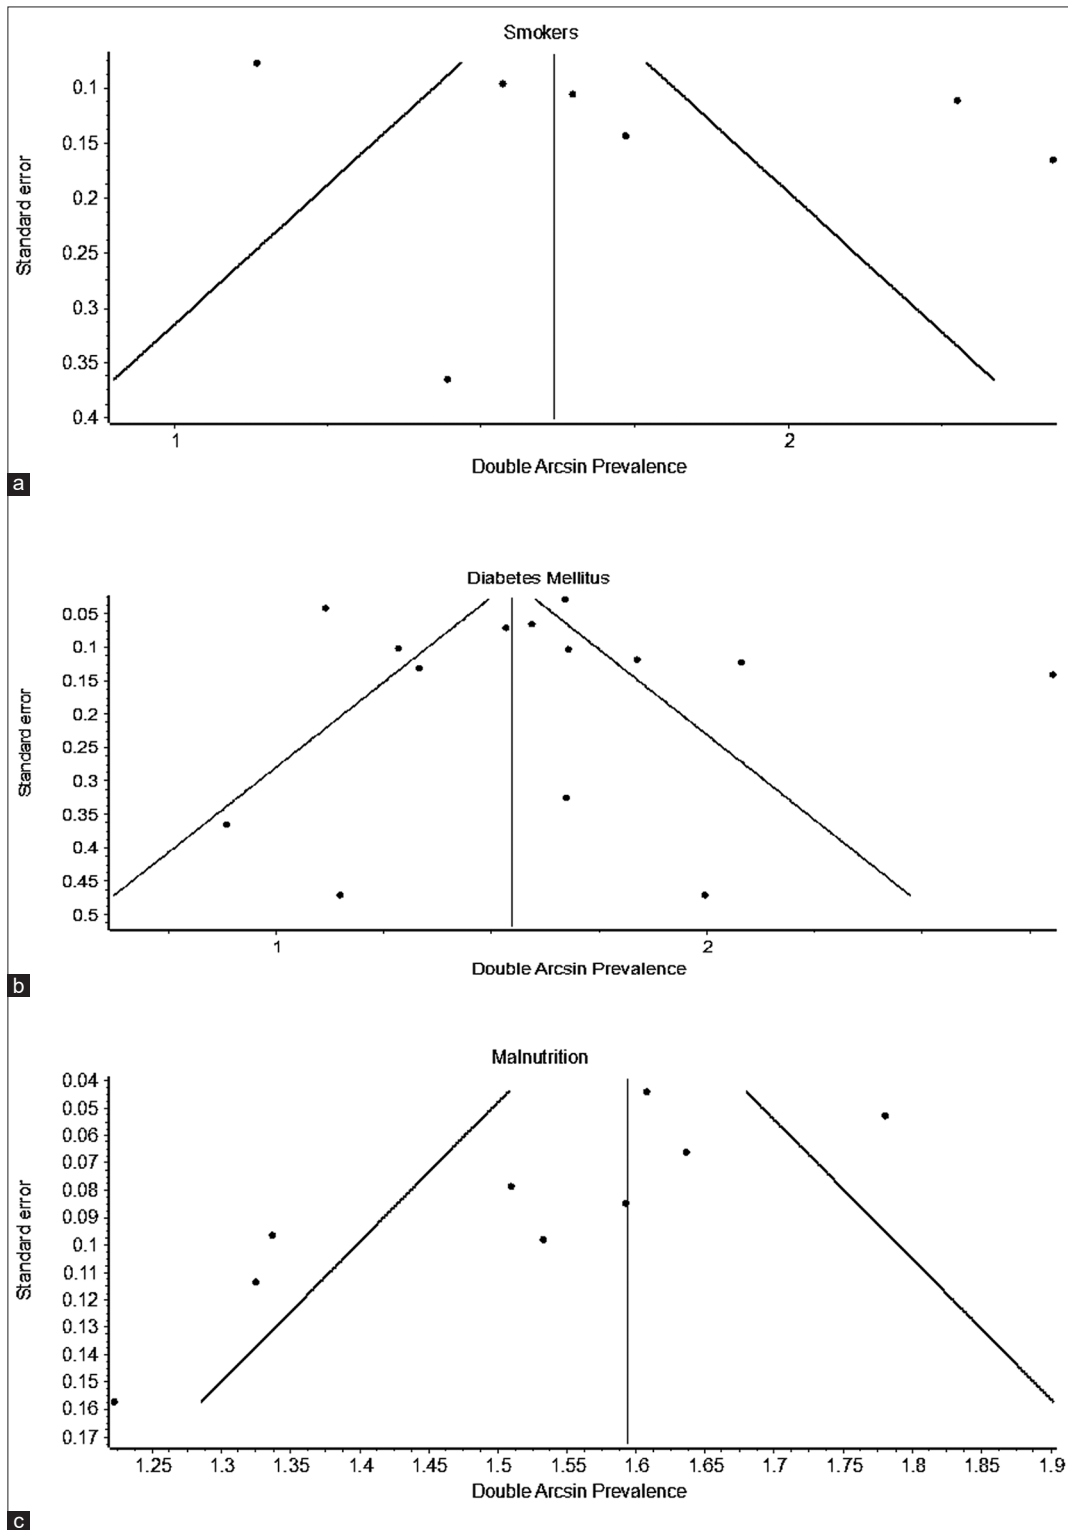 Smokers
0.1
0.15
0.2
0.25
0.3
0.35
0.4
Standard error
1 2
Double Arcsin Prevalence
a
Diabetes Mellitus
0.05
0.1
0.15
0.2
0.25
0.3
0.35
0.4
0.45
0.5
Standard error
1 2
Double Arcsin Prevalence
b
Malnutrition
0.04
0.05
0.06
0.07
0.08
0.09
0.1
0.11
0.12
0.13
0.14
0.15
0.16
0.17
Standard error
1.25 1.3 1.35 1.4 1.45 1.5 1.55 1.6 1.65 1.7 1.75 1.8 1.85 1.9
Double Arcsin Prevalence
c